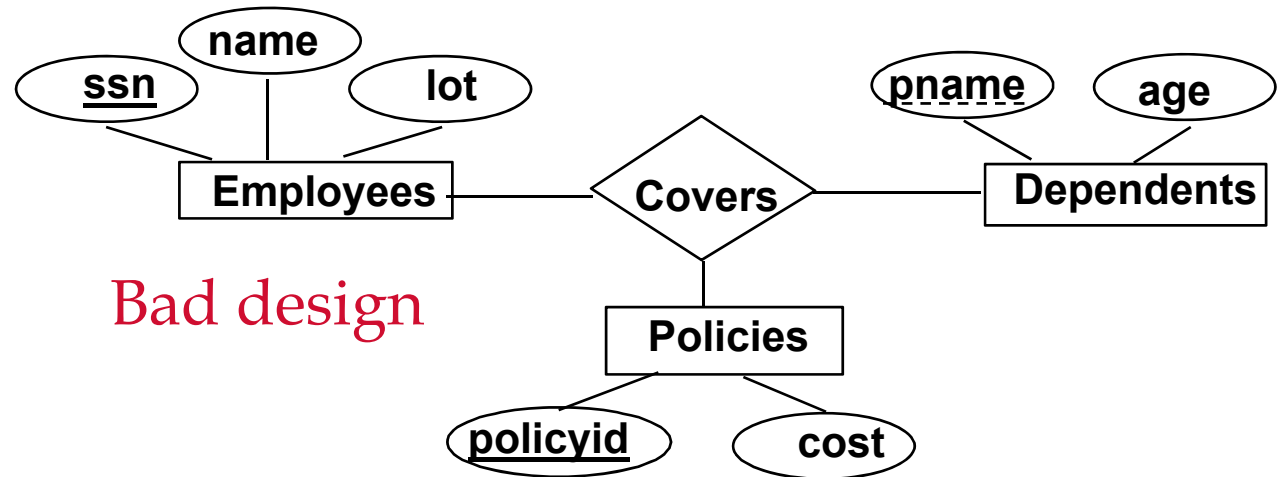 name
ssn
lot
pname
age
Employees
Covers
Dependents
Bad design
Policies
policyid
cost